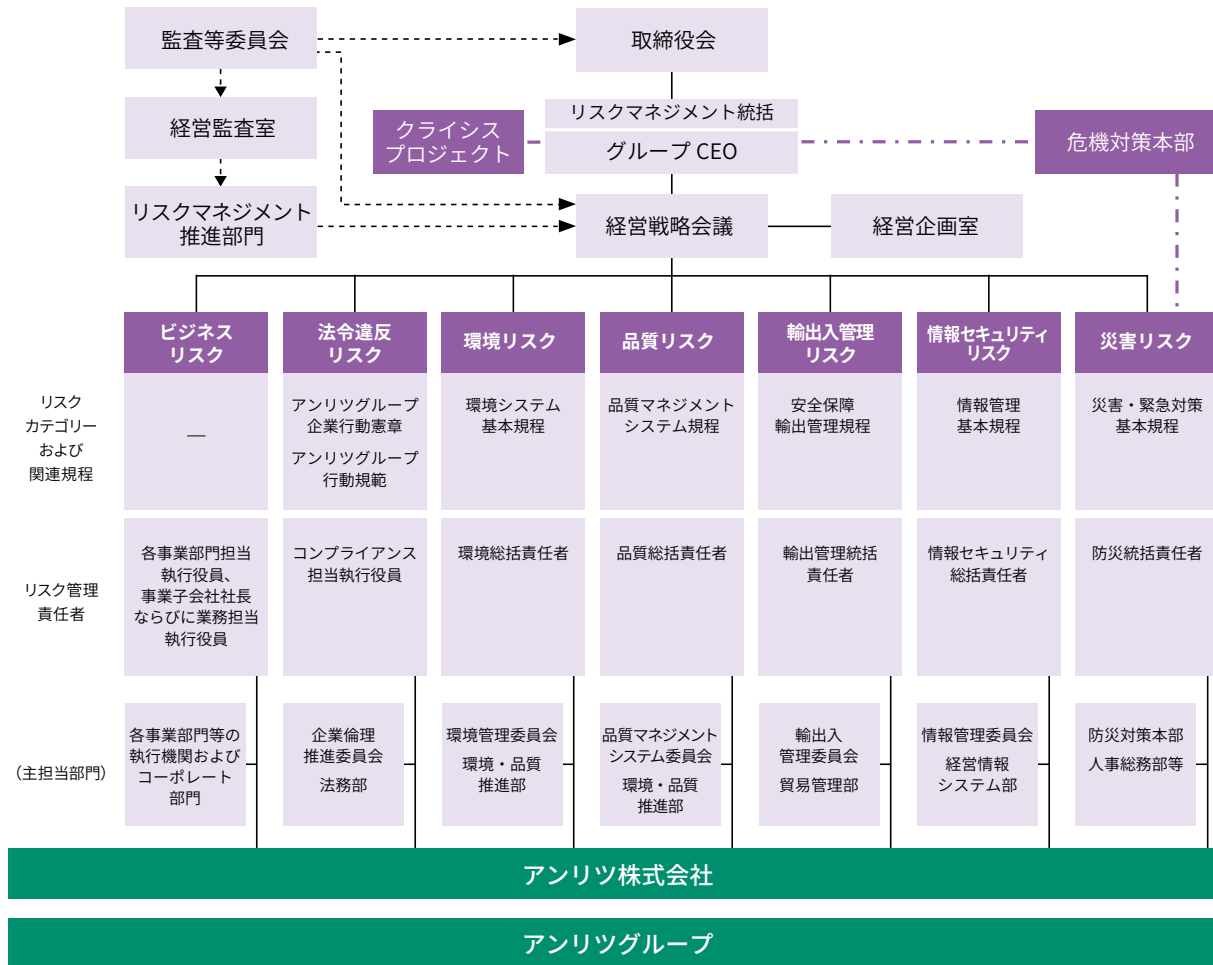 監査等委員会
取締役会
経営監査室
リスクマネジメント統括
グループ CEO
クライシス
プロジェクト
危機対策本部
リスクマネジメント
推進部門
経営戦略会議
経営企画室
ビジネス
リスク
法令違反
リスク
環境リスク
品質リスク
輸出入管理
リスク
情報セキュリティ
リスク
災害リスク
リスク
カテゴリー
および
関連規程
—
アンリツグループ
企業行動憲章
アンリツグループ
行動規範
環境システム
基本規程
品質マネジメント
システム規程
安全保障
輸出管理規程
情報管理
基本規程
災害・緊急対策
基本規程
リスク管理
責任者
各事業部門担当
執行役員、
事業子会社社長
ならびに業務担当
執行役員
コンプライアンス
担当執行役員
環境総括責任者
品質総括責任者
輸出管理統括
責任者
情報セキュリティ
総括責任者
防災統括責任者
（主担当部門）
各事業部門等の
執行機関および
コーポレート
部門
企業倫理
推進委員会
法務部
環境管理委員会
環境・品質
推進部
品質マネジメント
システム委員会
環境・品質
推進部
輸出入
管理委員会
貿易管理部
情報管理委員会
経営情報
システム部
防災対策本部
人事総務部等
アンリツ株式会社
アンリツグループ